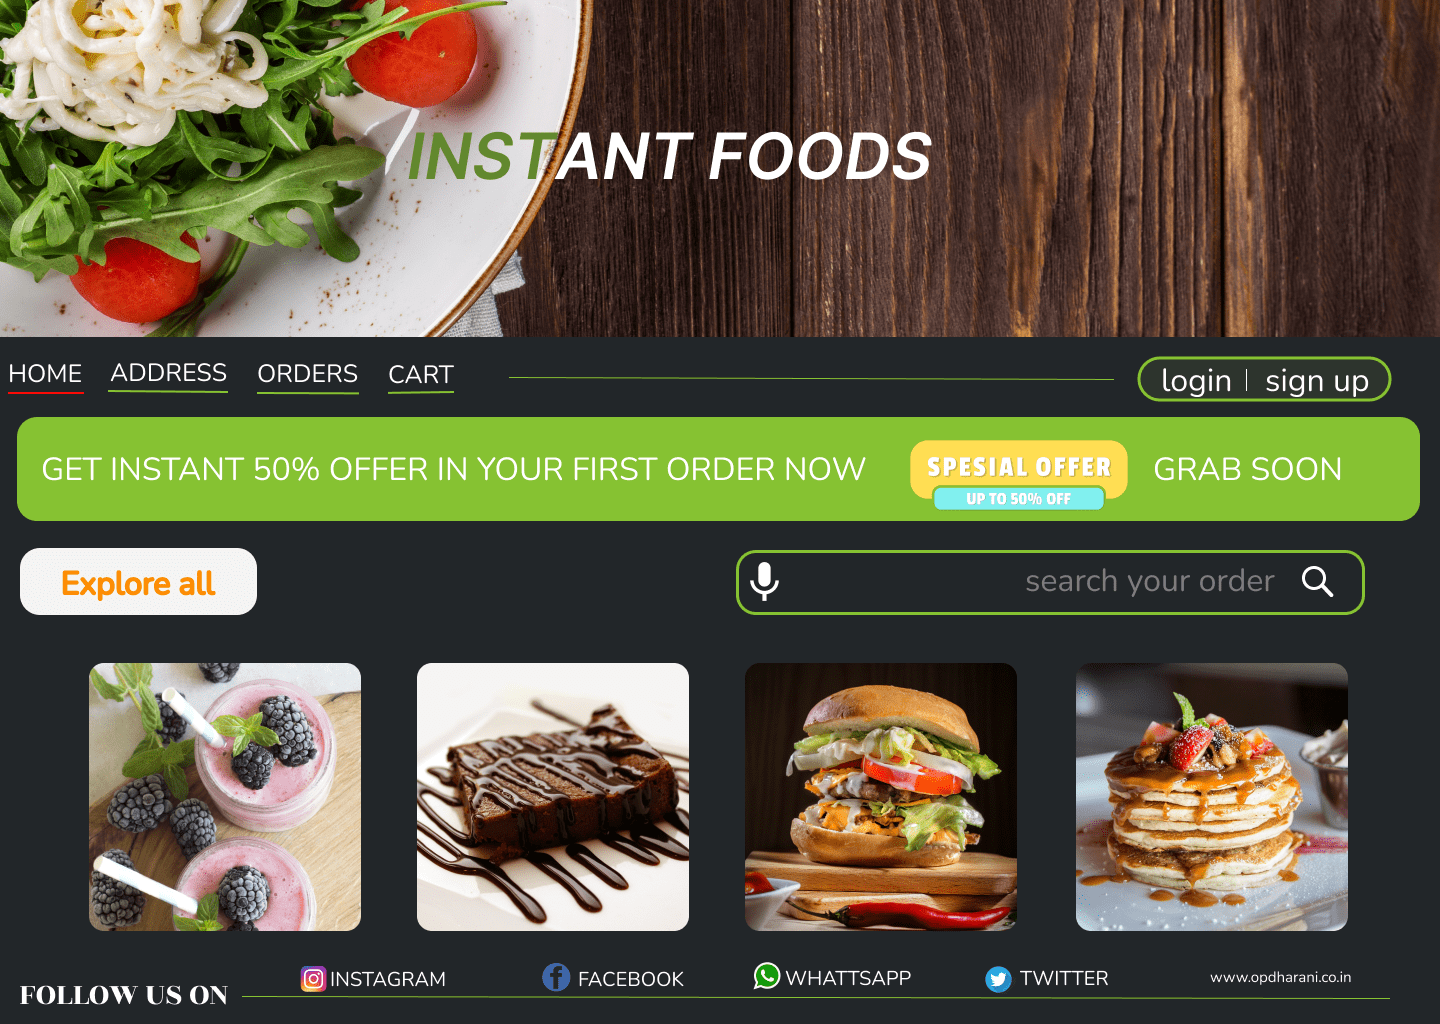 INSTANT FOODS
HOME ADDRESS ORDERS CART login | sign up
GET INSTANT 50% OFFER IN YOUR FIRST ORDER NOW SPESIAL OFFER GRAB SOON
UP TO 50% OFF
Explore all search your order
INSTAGRAM FACEBOOK WHATTSAPP TWITTER www.opdharani.co.in
FOLLOW US ON